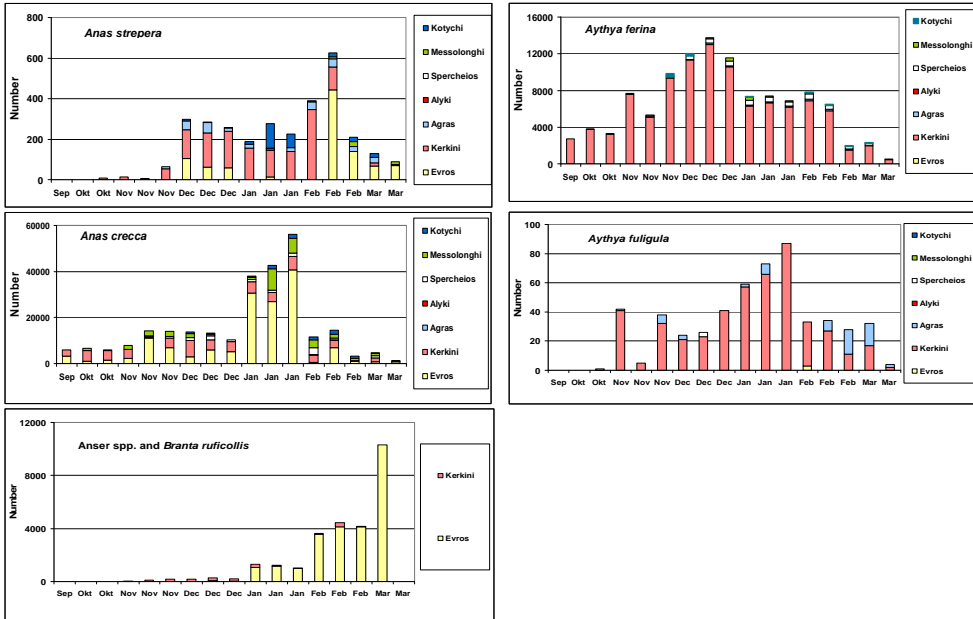 Anas strepera
Number
800
600
400
200
0
Sep Okt Okt Nov Nov Nov Dec Dec Dec Jan Jan Jan Feb Feb Feb Mar Mar
Kotychi
Messolonghi
Spercheios
Alyki
Agras
Kerkini
Evros
Aythya ferina
Number
16000
12000
8000
4000
0
Sep Okt Okt Nov Nov Nov Dec Dec Dec Jan Jan Jan Feb Feb Feb Mar Mar
Kotychi
Messolonghi
Spercheios
Alyki
Agras
Kerkini
Evros
Anas crecca
Number
60000
40000
20000
0
Sep Okt Okt Nov Nov Nov Dec Dec Dec Jan Jan Jan Feb Feb Feb Mar Mar
Kotychi
Messolonghi
Spercheios
Alyki
Agras
Kerkini
Evros
Aythya fuligula
Number
100
80
60
40
20
0
Sep Okt Okt Nov Nov Nov Dec Dec Dec Jan Jan Jan Feb Feb Feb Mar Mar
Kotychi
Messolonghi
Spercheios
Alyki
Agras
Kerkini
Evros
Anser spp. and Branta ruficollis
Number
12000
8000
4000
0
Sep Okt Okt Nov Nov Nov Dec Dec Dec Jan Jan Jan Feb Feb Feb Mar Mar
Kerkini
Evros